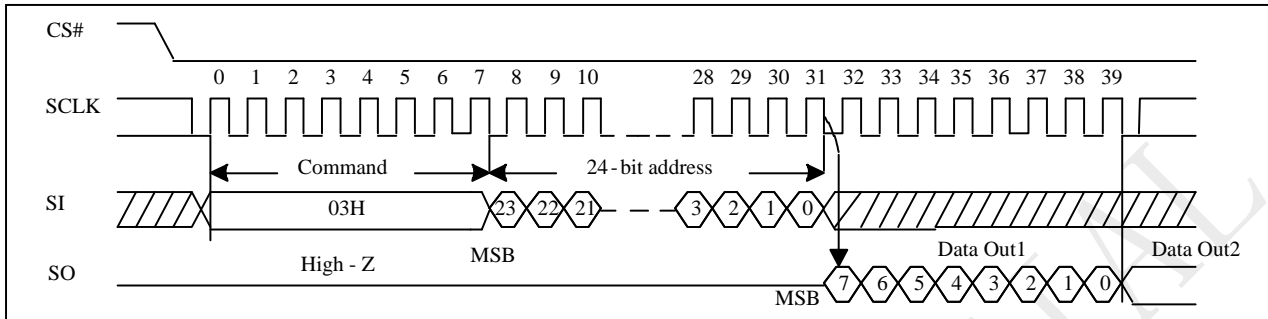 CS#
0 1 2 3 4 5 6 7 8 9 10 28 29 30 31 32 33 34 35 36 37 38 39
SCLK
Command 24-bit address
SI 03H 23 22 21 3 2 1 0
High - Z MSB Data Out1 Data Out2
SO MSB 7 6 5 4 3 2 1 0